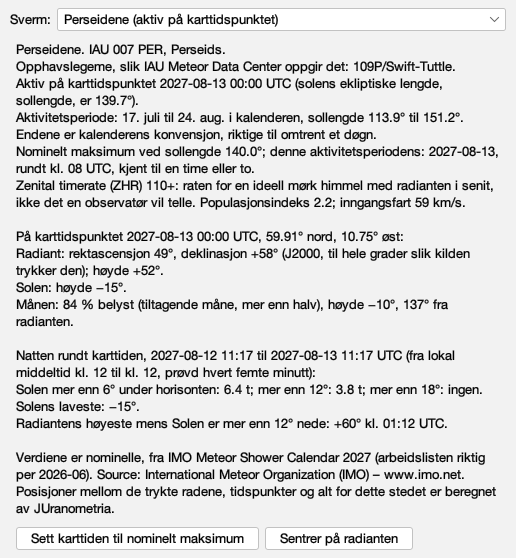 Sverm: Perseidene (aktiv på karttidspunktet)
Perseidene. IAU 007 PER, Perseids.
Opphavslegeme, slik IAU Meteor Data Center oppgir det: 109P/Swift-Tuttle.
Aktiv på karttidspunktet 2027-08-13 00:00 UTC (solens ekliptiske lengde,
sollengde, er 139.7°).
Aktivitetsperiode: 17. juli til 24. aug. i kalenderen, sollengde 113.9° til 151.2°.
Endene er kalenderens konvensjon, riktige til omtrent et døgn.
Nominelt maksimum ved sollengde 140.0°; denne aktivitetsperiodens: 2027-08-13,
rundt kl. 08 UTC, kjent til en time eller to.
Zenital timerate (ZHR) 110+: raten for en ideell mørk himmel med radianten i senit,
ikke det en observatør vil telle. Populasjonsindeks 2.2; inngangsfart 59 km/s.
På karttidspunktet 2027-08-13 00:00 UTC, 59.91° nord, 10.75° øst:
Radiant: rektascensjon 49°, deklinasjon +58° (J2000, til hele grader slik kilden
trykker den); høyde +52°.
Solen: høyde −15°.
Månen: 84 % belyst (tiltagende måne, mer enn halv), høyde −10°, 137° fra
radianten.
Natten rundt karttiden, 2027-08-12 11:17 til 2027-08-13 11:17 UTC (fra lokal
middeltid kl. 12 til kl. 12, prøvd hvert femte minutt):
Solen mer enn 6° under horisonten: 6.4 t; mer enn 12°: 3.8 t; mer enn 18°: ingen.
Solens laveste: −15°.
Radiantens høyeste mens Solen er mer enn 12° nede: +60° kl. 01:12 UTC.
Verdiene er nominelle, fra IMO Meteor Shower Calendar 2027 (arbeidslisten riktig
per 2026-06). Source: International Meteor Organization (IMO) – www.imo.net.
Posisjoner mellom de trykte radene, tidspunkter og alt for dette stedet er beregnet
av JUranometria.
Sett karttiden til nominelt maksimum
Sentrer på radianten